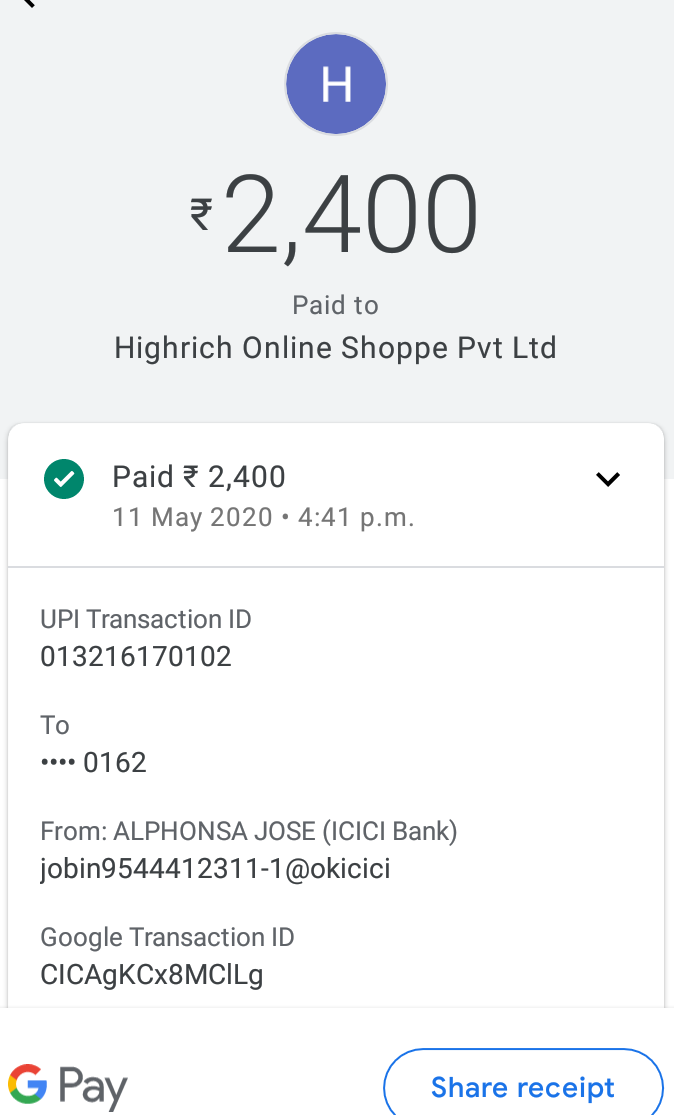 H
₹2,400
Paid to
Highrich Online Shoppe Pvt Ltd
Paid ₹ 2,400
11 May 2020 • 4:41 p.m.
UPI Transaction ID
013216170102
To
•••• 0162
From: ALPHONSA JOSE (ICICI Bank)
jobin9544412311-1@okicici
Google Transaction ID
CICAgKCx8MClLg
G Pay
Share receipt